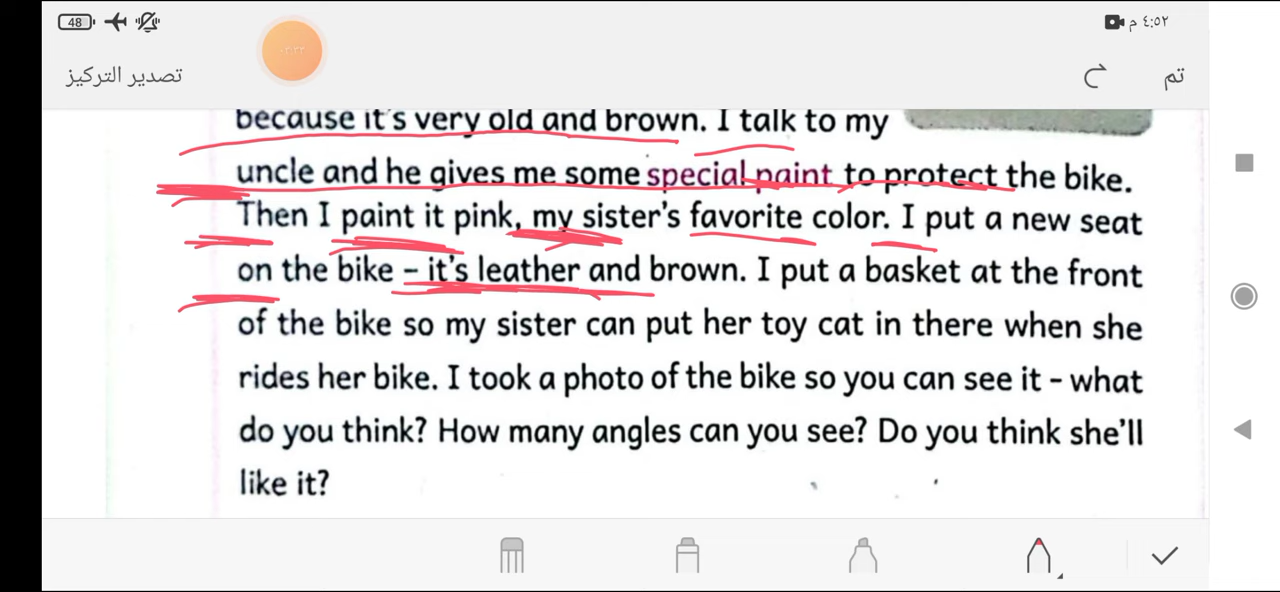 48
٤:٥٢ م
تصدير التركيز
تم
because it's very old and brown. I talk to my
uncle and he gives me some special paint to protect the bike.
Then I paint it pink, my sister's favorite color. I put a new seat
on the bike – it's leather and brown. I put a basket at the front
of the bike so my sister can put her toy cat in there when she
rides her bike. I took a photo of the bike so you can see it – what
do you think? How many angles can you see? Do you think she'll
like it?